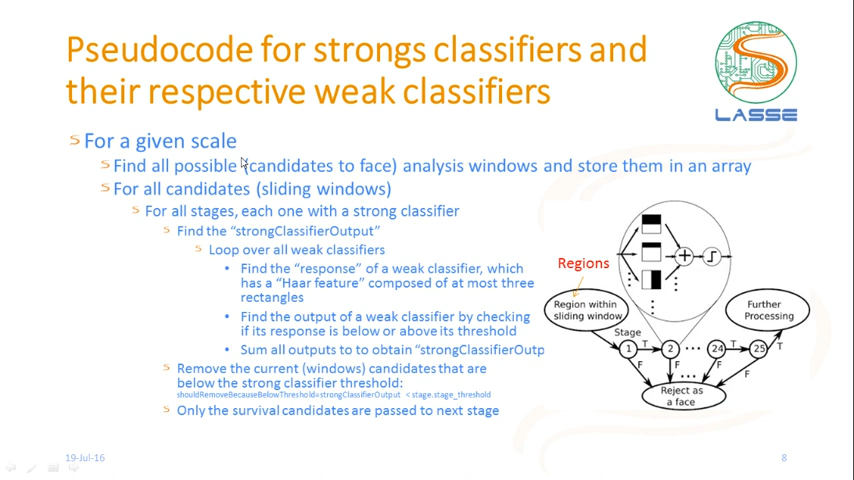 Pseudocode for strongs classifiers and
their respective weak classifiers
LASSE
For a given scale
Find all possible (candidates to face) analysis windows and store them in an array
For all candidates (sliding windows)
For all stages, each one with a strong classifier
Find the “strongClassifierOutput”
Loop over all weak classifiers
Find the “response” of a weak classifier, which
has a “Haar feature” composed of at most three
rectangles
Find the output of a weak classifier by checking
if its response is below or above its threshold
Sum all outputs to to obtain “strongClassifierOutp
Remove the current (windows) candidates that are
below the strong classifier threshold:
shouldRemoveBecauseBelowThreshold=strongClassifierOutput < stage.stage_threshold
Only the survival candidates are passed to next stage
Regions
+
Region within
sliding window
Further
Processing
Stage
1 T 2 ... 24 T 25 T
F F F F
...
Reject as
a face
19-Jul-16
8